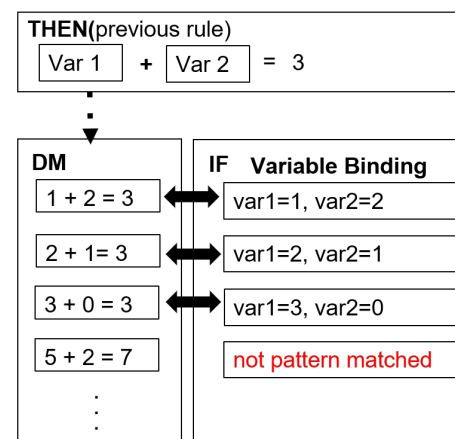 THEN(previous rule)
Var 1 + Var 2 = 3
DM
IF Variable Binding
1 + 2 = 3
var1=1, var2=2
2 + 1= 3
var1=2, var2=1
3 + 0 = 3
var1=3, var2=0
5 + 2 = 7
not pattern matched